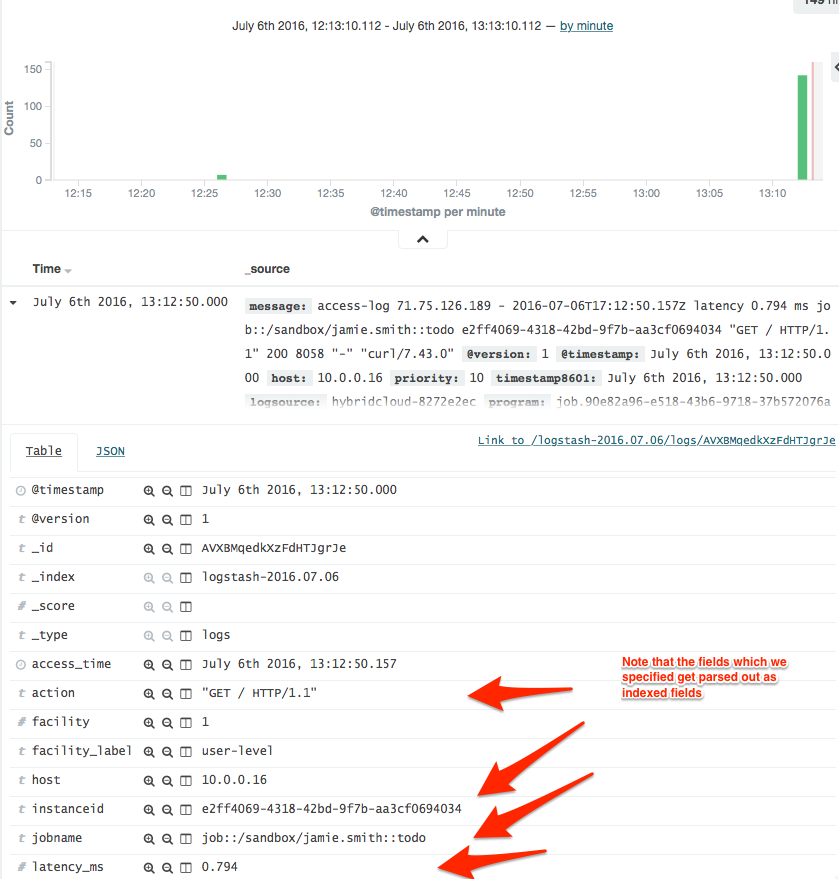 149
July 6th 2016, 12:13:10.112 - July 6th 2016, 13:13:10.112 — by minute
150
100
50
0
Count
12:15 12:20 12:25 12:30 12:35 12:40 12:45 12:50 12:55 13:00 13:05 13:10
@timestamp per minute
Time _source
July 6th 2016, 13:12:50.000 message: access-log 71.75.126.189 - 2016-07-06T17:12:50.157Z latency 0.794 ms jo
b::/sandbox/jamie.smith::todo e2ff4069-4318-42bd-9f7b-aa3cf0694034 "GET / HTTP/1.
1" 200 8058 "-" "curl/7.43.0" @version: 1 @timestamp: July 6th 2016, 13:12:50.0
00 host: 10.0.0.16 priority: 10 timestamp8601: July 6th 2016, 13:12:50.000
logsource: hybridcloud-8272e2ec program: job.90e82a96-e518-43b6-9718-37b572076a
Link to /logstash-2016.07.06/logs/AVXBMqedkXzFdHTJgrJe
Table JSON
@timestamp July 6th 2016, 13:12:50.000
t @version 1
t _id AVXBMqedkXzFdHTJgrJe
t _index logstash-2016.07.06
# _score
t _type logs
access_time July 6th 2016, 13:12:50.157
t action "GET / HTTP/1.1"
# facility 1
t facility_label user-level
t host 10.0.0.16
t instanceid e2ff4069-4318-42bd-9f7b-aa3cf0694034
t jobname job::/sandbox/jamie.smith::todo
# latency_ms 0.794
Note that the fields which we
specified get parsed out as
indexed fields